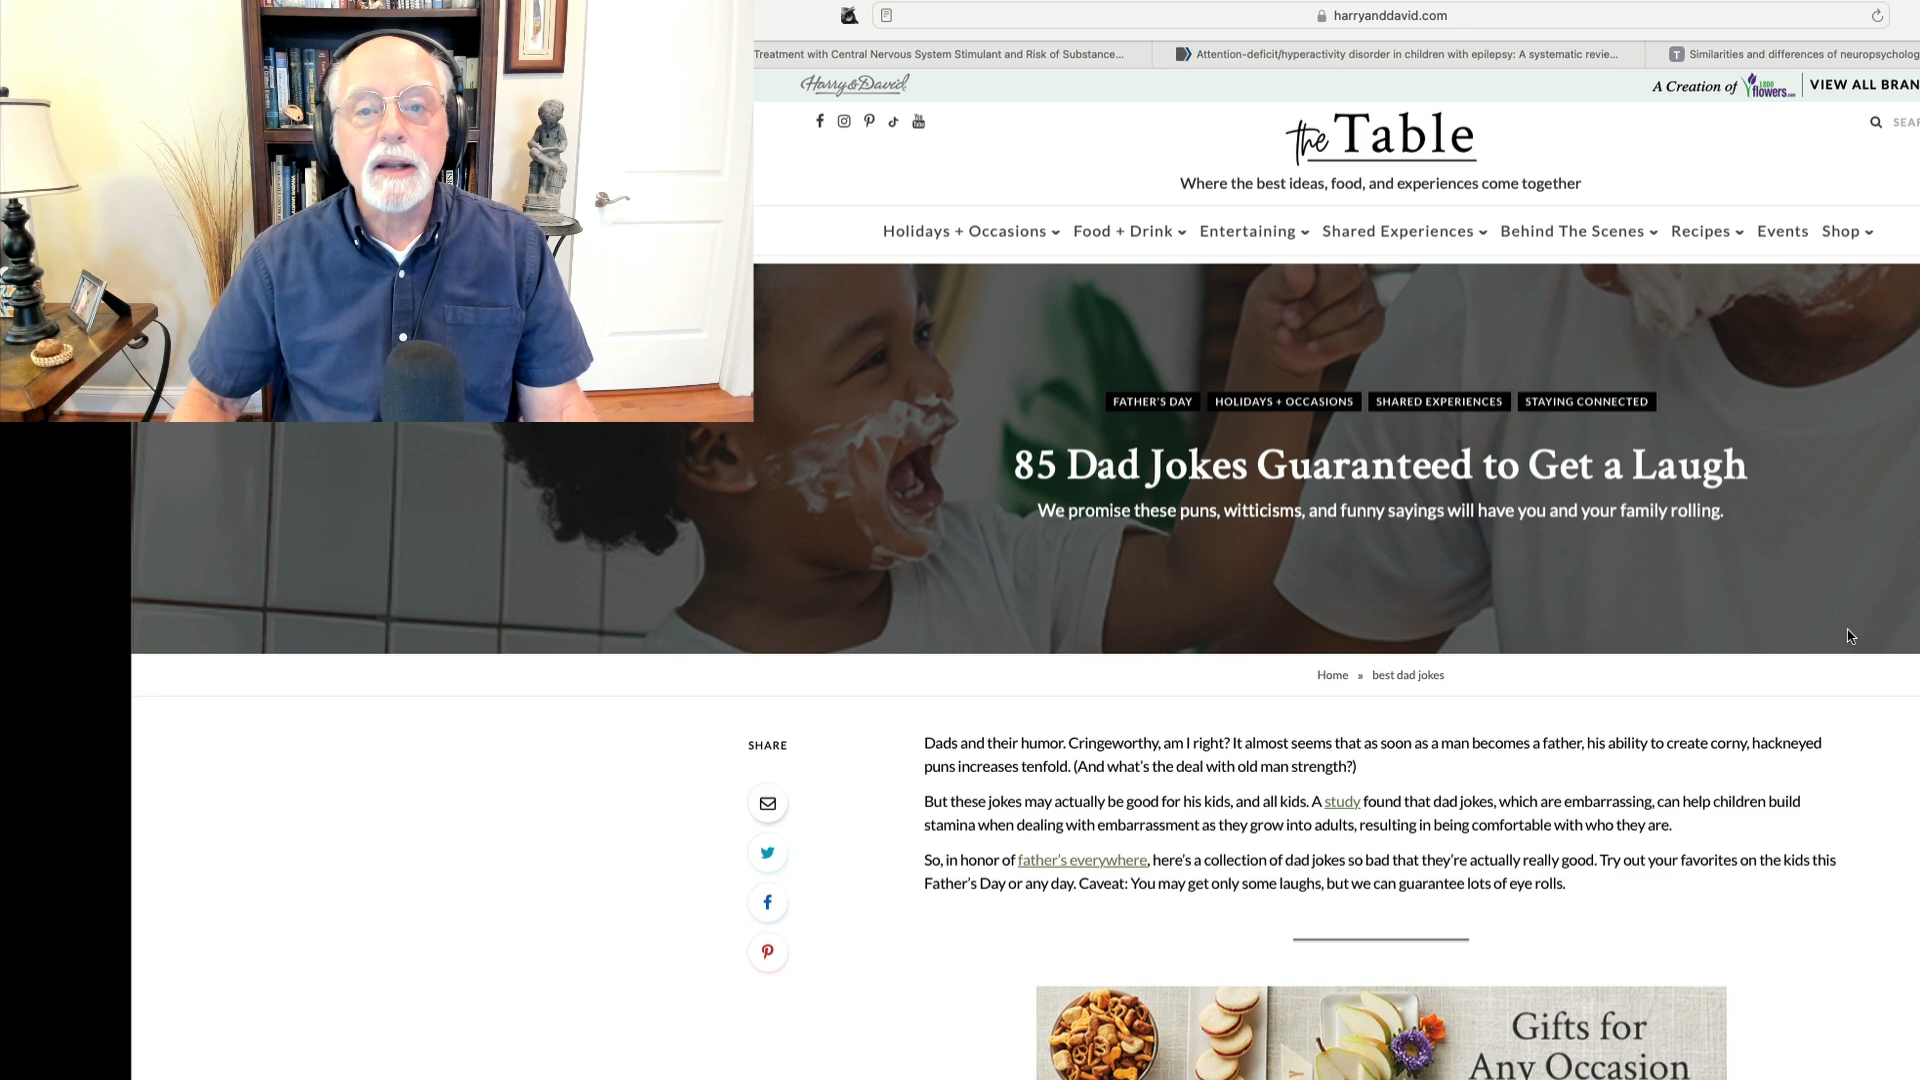 harryanddavid.com
Treatment with Central Nervous System Stimulant and Risk of Substance...
Attention-deficit/hyperactivity disorder in children with epilepsy: A systematic revie...
T Similarities and differences of neuropsycholog
Harry & David
A Creation of 1-800 flowers.com
VIEW ALL BRAN
the Table
SEAR
Where the best ideas, food, and experiences come together
Holidays + Occasions Food + Drink Entertaining Shared Experiences Behind The Scenes Recipes Events Shop
FATHER'S DAY HOLIDAYS + OCCASIONS SHARED EXPERIENCES STAYING CONNECTED
85 Dad Jokes Guaranteed to Get a Laugh
We promise these puns, witticisms, and funny sayings will have you and your family rolling.
Home » best dad jokes
SHARE
Dads and their humor. Cringeworthy, am I right? It almost seems that as soon as a man becomes a father, his ability to create corny, hackneyed
puns increases tenfold. (And what's the deal with old man strength?)
But these jokes may actually be good for his kids, and all kids. A study found that dad jokes, which are embarrassing, can help children build
stamina when dealing with embarrassment as they grow into adults, resulting in being comfortable with who they are.
So, in honor of father's everywhere, here's a collection of dad jokes so bad that they're actually really good. Try out your favorites on the kids this
Father's Day or any day. Caveat: You may get only some laughs, but we can guarantee lots of eye rolls.
Gifts for
Any Occasion